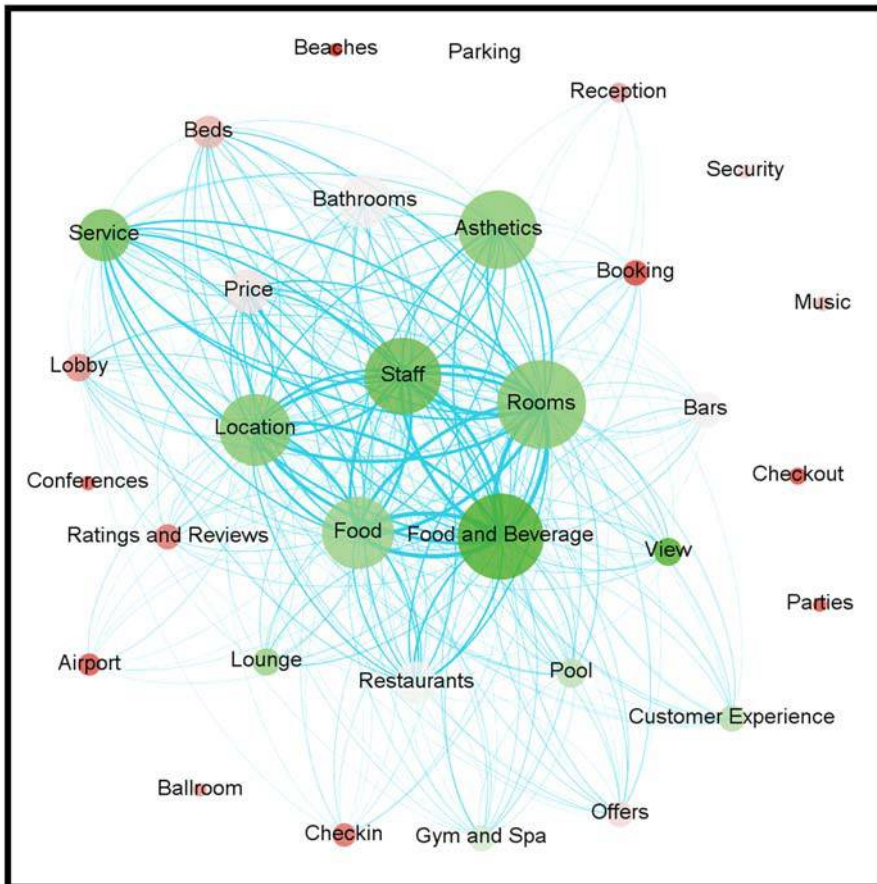 Beaches
Parking
Reception
Beds
Security
Bathrooms
Asthetics
Service
Booking
Price
Music
Lobby
Staff
Rooms
Bars
Location
Checkout
Conferences
Ratings and Reviews
Food
Food and Beverage
View
Parties
Airport
Lounge
Restaurants
Pool
Customer Experience
Ballroom
Checkin
Gym and Spa
Offers